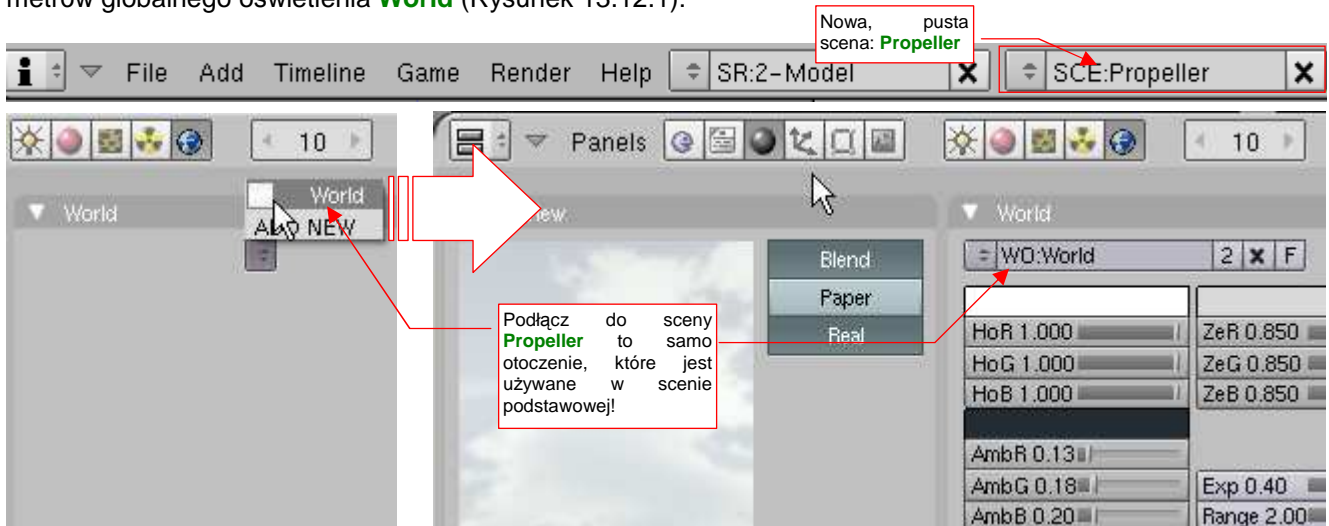 metrów globalnego oświetlenia World (Rysunek 13.12.1):
Nowa, pusta
scena: Propeller
File Add Timeline Game Render Help SR:2-Model SCE:Propeller
10
Panels
10
World
World
ADD NEW
World
WO:World 2 F
Blend
Paper
Real
Podłącz do sceny
Propeller to samo
otoczenie, które jest
używane w scenie
podstawowej!
HoR 1.000 ZeR 0.850
HoG 1.000 ZeG 0.850
HoB 1.000 ZeB 0.850
AmbR 0.13
AmbG 0.18 Exp 0.40
AmbB 0.20 Range 2.00